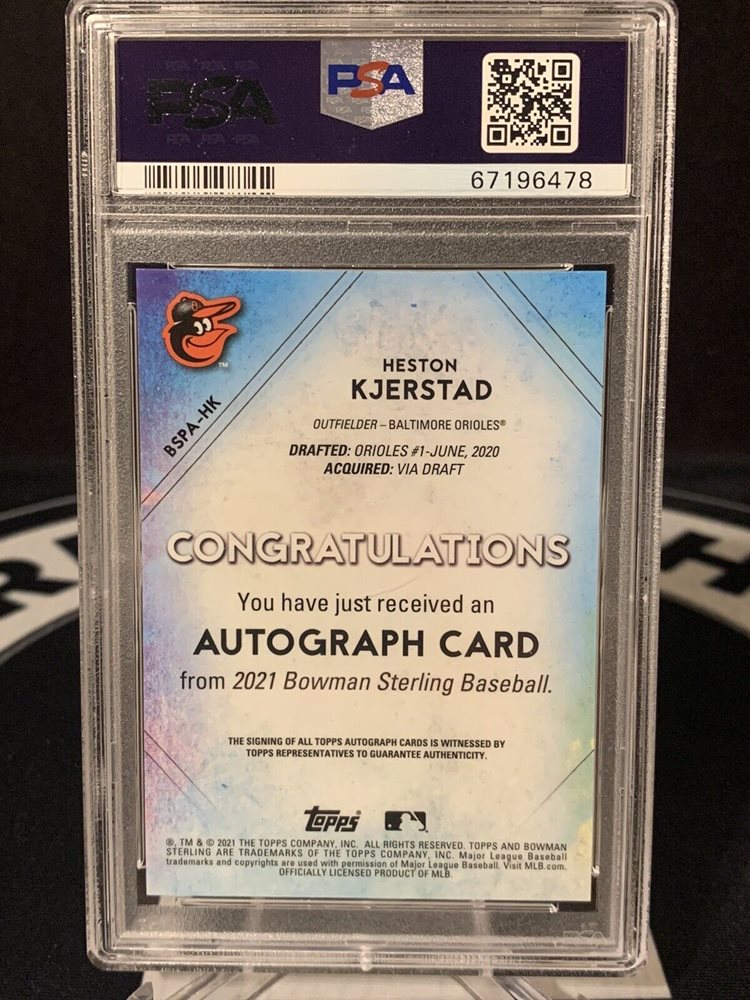 PSA
PSA
67196478
TM
BSPA-HK
HESTON
KJERSTAD
OUTFIELDER – BALTIMORE ORIOLES®
DRAFTED: ORIOLES #1-JUNE, 2020
ACQUIRED: VIA DRAFT
CONGRATULATIONS
You have just received an
AUTOGRAPH CARD
from 2021 Bowman Sterling Baseball.
THE SIGNING OF ALL TOPPS AUTOGRAPH CARDS IS WITNESSED BY
TOPPS REPRESENTATIVES TO GUARANTEE AUTHENTICITY.
Topps
®, TM & © 2021 THE TOPPS COMPANY, INC. ALL RIGHTS RESERVED. TOPPS AND BOWMAN
STERLING ARE TRADEMARKS OF THE TOPPS COMPANY, INC. Major League Baseball
trademarks and copyrights are used with permission of Major League Baseball. Visit MLB.com.
OFFICIALLY LICENSED PRODUCT OF MLB.